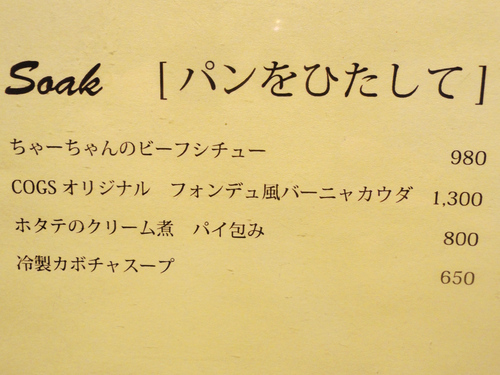 Soak [パンをひたして]
ちゃーちゃんのビーフシチュー 980
COGS オリジナル フォンデュ風バーニャカウダ 1,300
ホタテのクリーム煮 パイ包み 800
冷製カボチャスープ 650